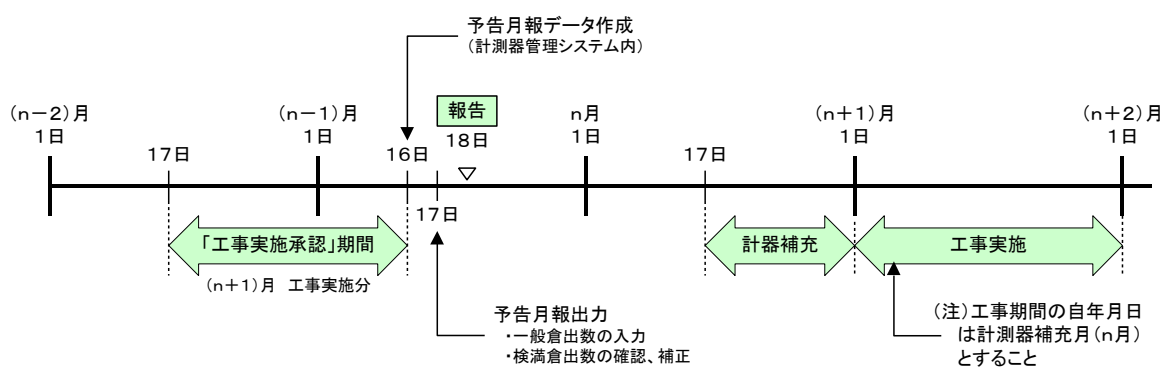 予告月報データ作成
（計測器管理システム内）
(n－2)月
1日
17日
(n－1)月
1日
16日
報告
18日
n月
1日
17日
(n＋1)月
1日
(n＋2)月
1日
17日
「工事実施承認」期間
(n＋1)月　工事実施分
計器補充
工事実施
予告月報出力
・一般倉出数の入力
・検満倉出数の確認、補正
(注)工事期間の自年月日
は計測器補充月(n月)
とすること